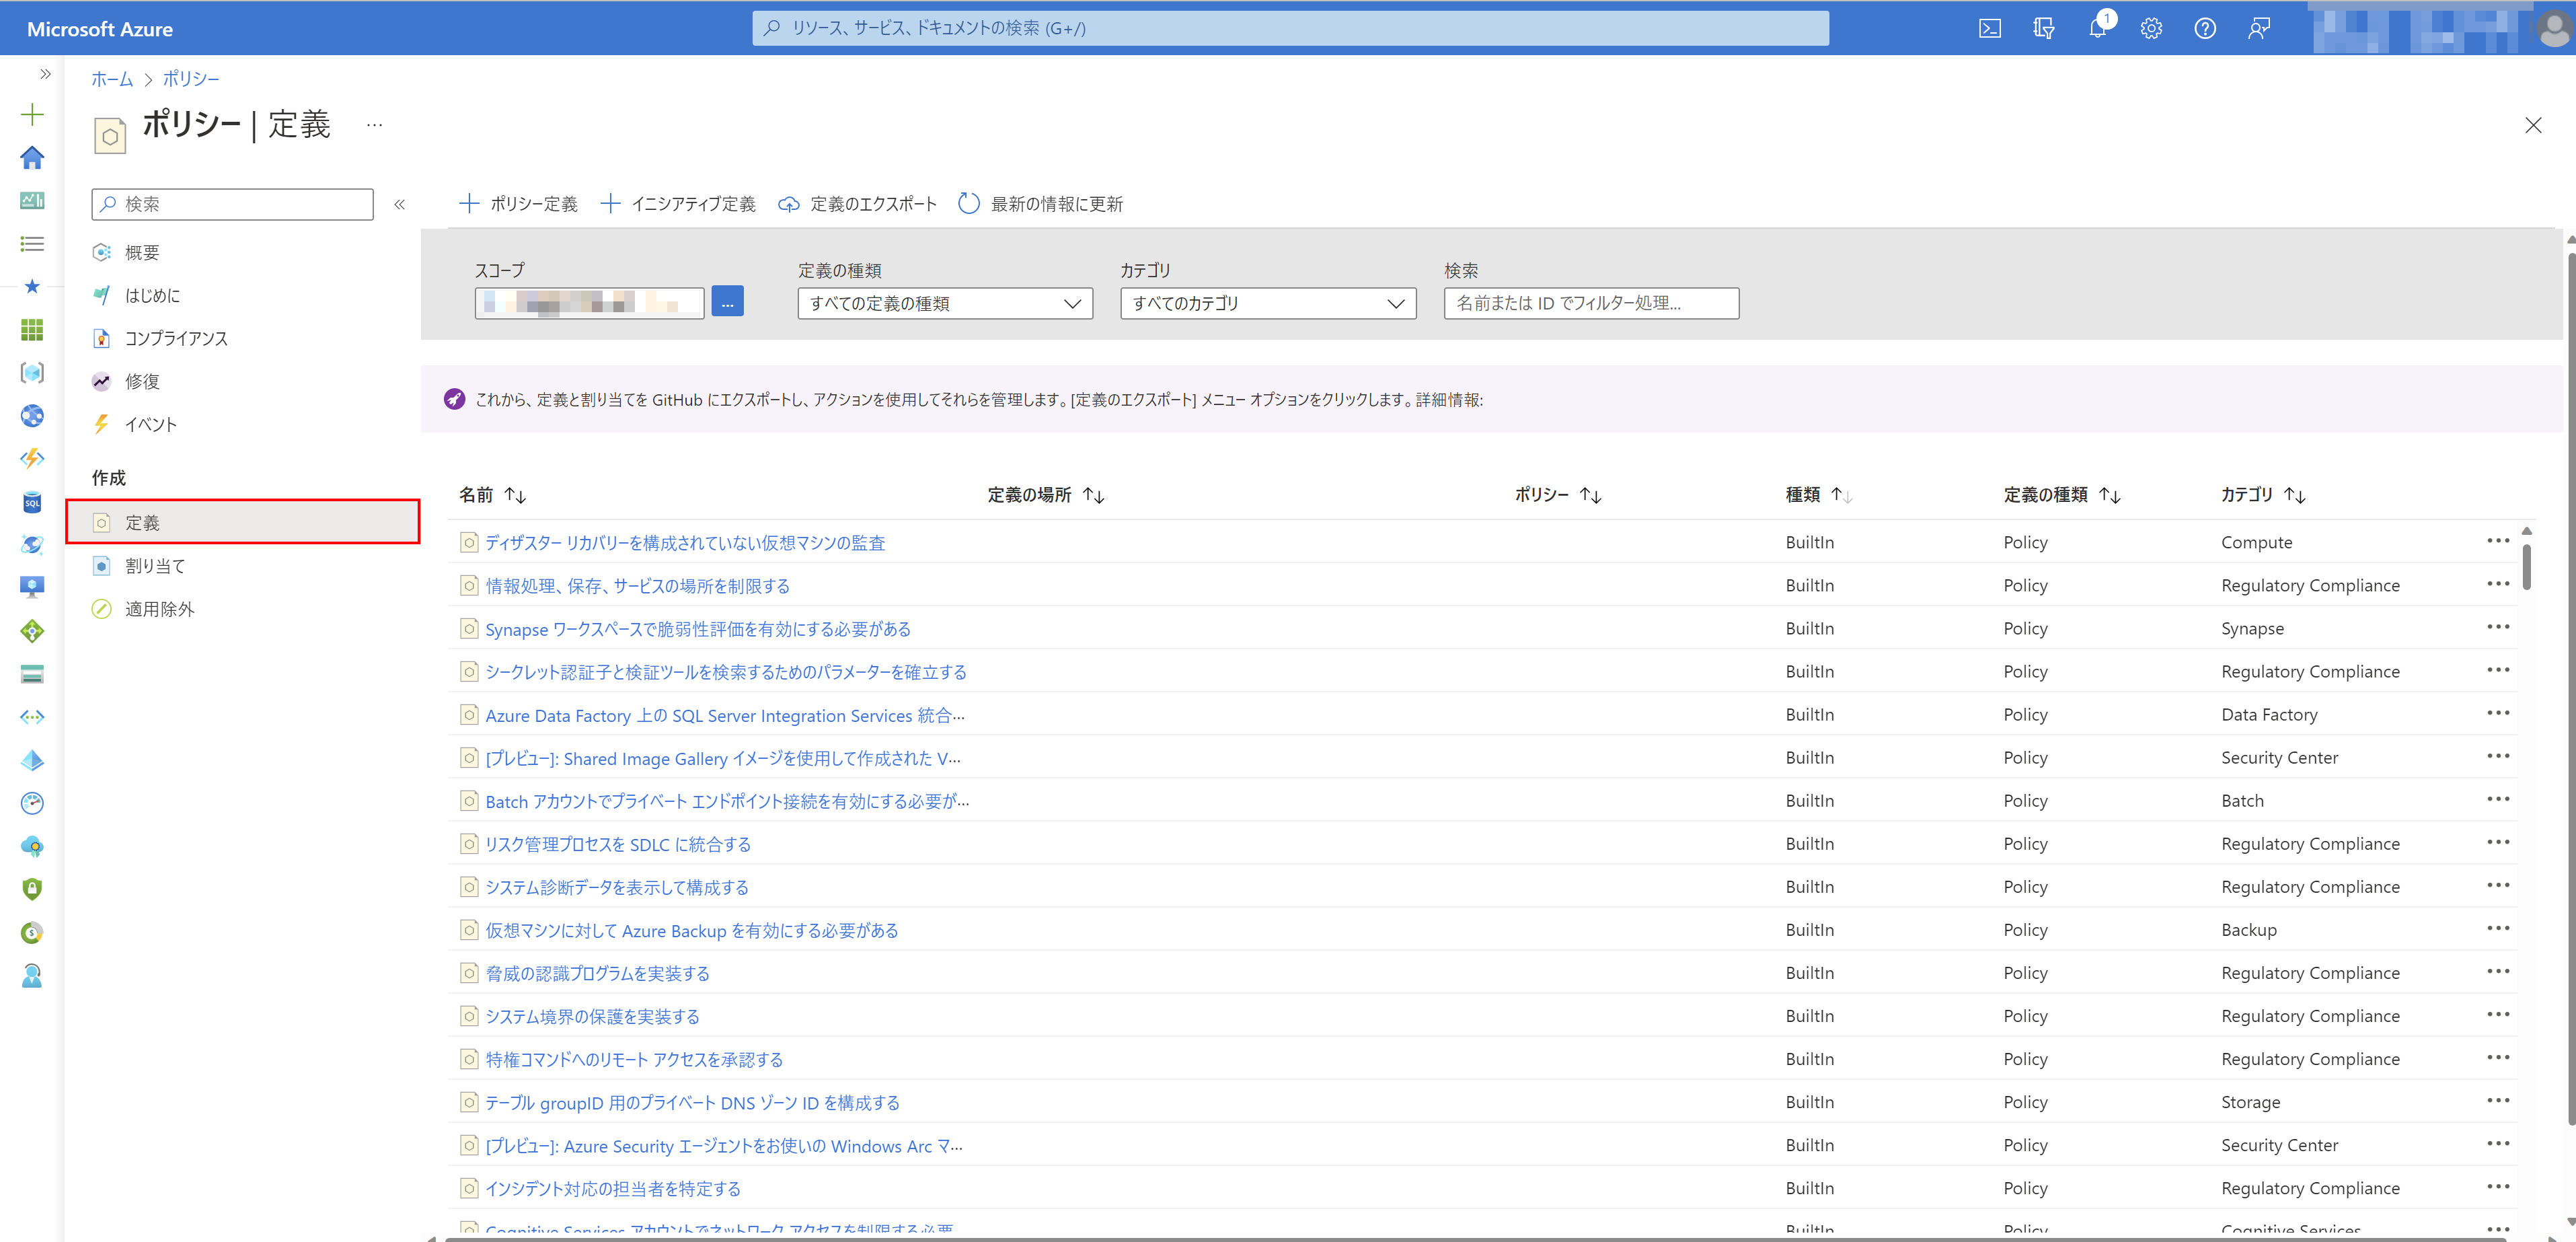 Microsoft Azure
リソース、サービス、ドキュメントの検索 (G+/)
1
ホーム > ポリシー
ポリシー | 定義 …
検索
«
概要
はじめに
コンプライアンス
修復
イベント
作成
定義
割り当て
適用除外
ポリシー定義 イニシアティブ定義 定義のエクスポート 最新の情報に更新
スコープ 定義の種類 カテゴリ 検索
... すべての定義の種類 すべてのカテゴリ 名前または ID でフィルター処理...
これから、定義と割り当てを GitHub にエクスポートし、アクションを使用してそれらを管理します。[定義のエクスポート] メニュー オプションをクリックします。詳細情報:
名前 ↑↓ 定義の場所 ↑↓ ポリシー ↑↓ 種類 ↑↓ 定義の種類 ↑↓ カテゴリ ↑↓
ディザスター リカバリーを構成されていない仮想マシンの監査 BuiltIn Policy Compute
情報処理、保存、サービスの場所を制限する BuiltIn Policy Regulatory Compliance
Synapse ワークスペースで脆弱性評価を有効にする必要がある BuiltIn Policy Synapse
シークレット認証子と検証ツールを検索するためのパラメーターを確立する BuiltIn Policy Regulatory Compliance
Azure Data Factory 上の SQL Server Integration Services 統合… BuiltIn Policy Data Factory
[プレビュー]: Shared Image Gallery イメージを使用して作成された V… BuiltIn Policy Security Center
Batch アカウントでプライベート エンドポイント接続を有効にする必要が… BuiltIn Policy Batch
リスク管理プロセスを SDLC に統合する BuiltIn Policy Regulatory Compliance
システム診断データを表示して構成する BuiltIn Policy Regulatory Compliance
仮想マシンに対して Azure Backup を有効にする必要がある BuiltIn Policy Backup
脅威の認識プログラムを実装する BuiltIn Policy Regulatory Compliance
システム境界の保護を実装する BuiltIn Policy Regulatory Compliance
特権コマンドへのリモート アクセスを承認する BuiltIn Policy Regulatory Compliance
テーブル groupID 用のプライベート DNS ゾーン ID を構成する BuiltIn Policy Storage
[プレビュー]: Azure Security エージェントをお使いの Windows Arc マ… BuiltIn Policy Security Center
インシデント対応の担当者を特定する BuiltIn Policy Regulatory Compliance
Cognitive Services アカウントでネットワーク アクセスを制限する必要 BuiltIn Policy Cognitive Services